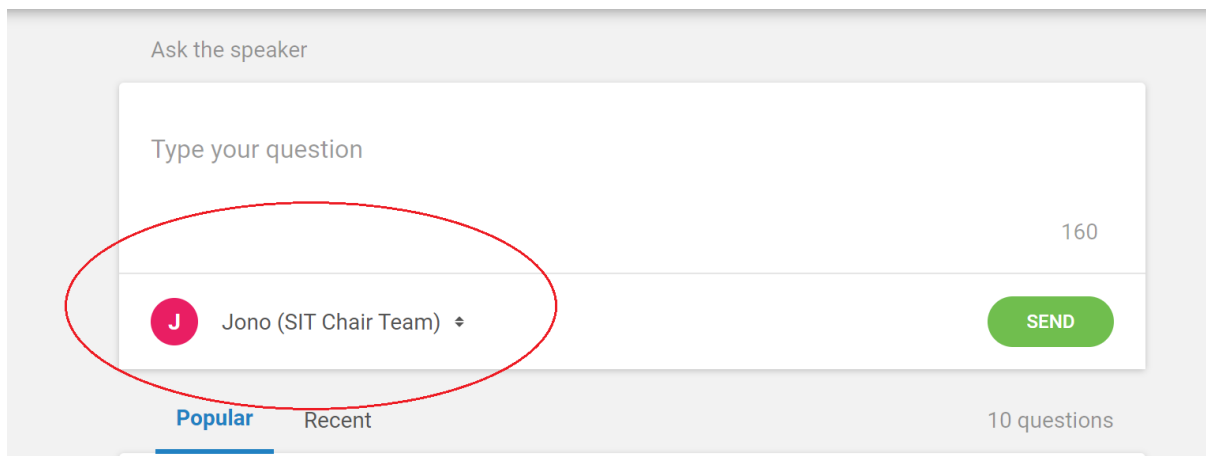 Ask the speaker
Type your question
160
J Jono (SIT Chair Team) SEND
Popular Recent 10 questions